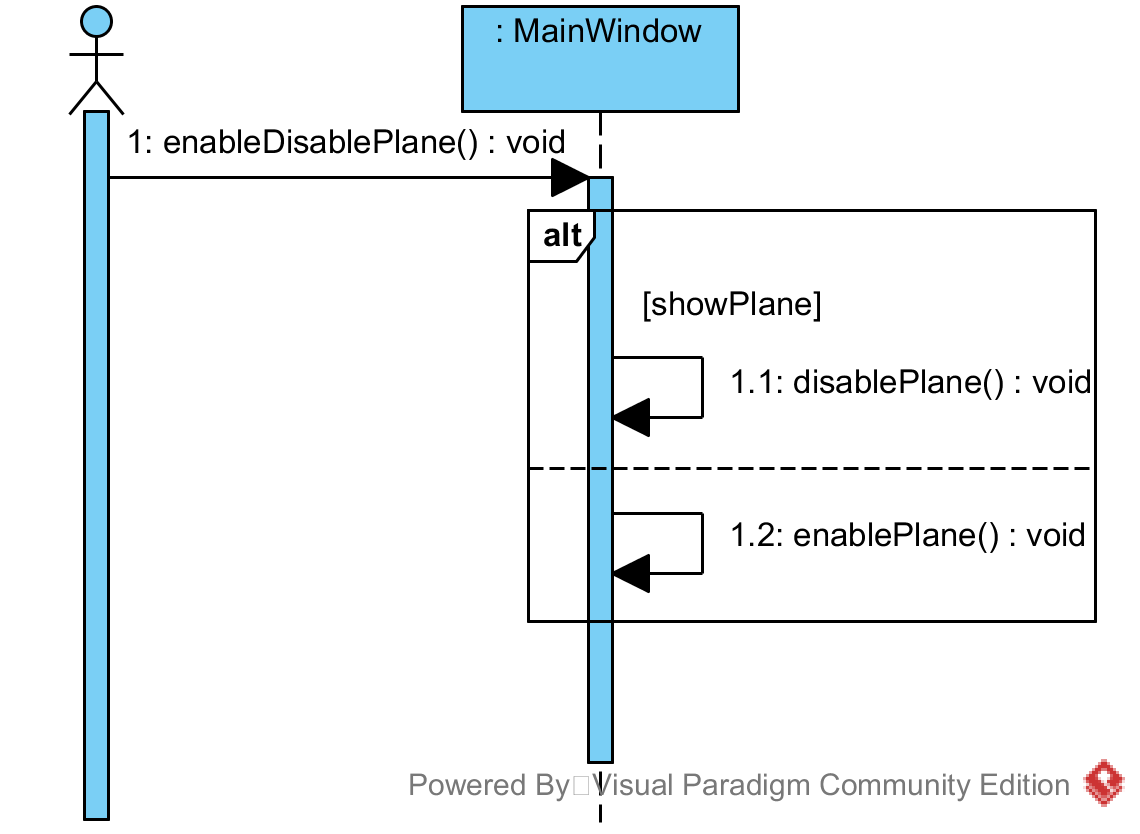 : MainWindow
1: enableDisablePlane() : void
alt
[showPlane]
1.1: disablePlane() : void
1.2: enablePlane() : void
Powered By Visual Paradigm Community Edition